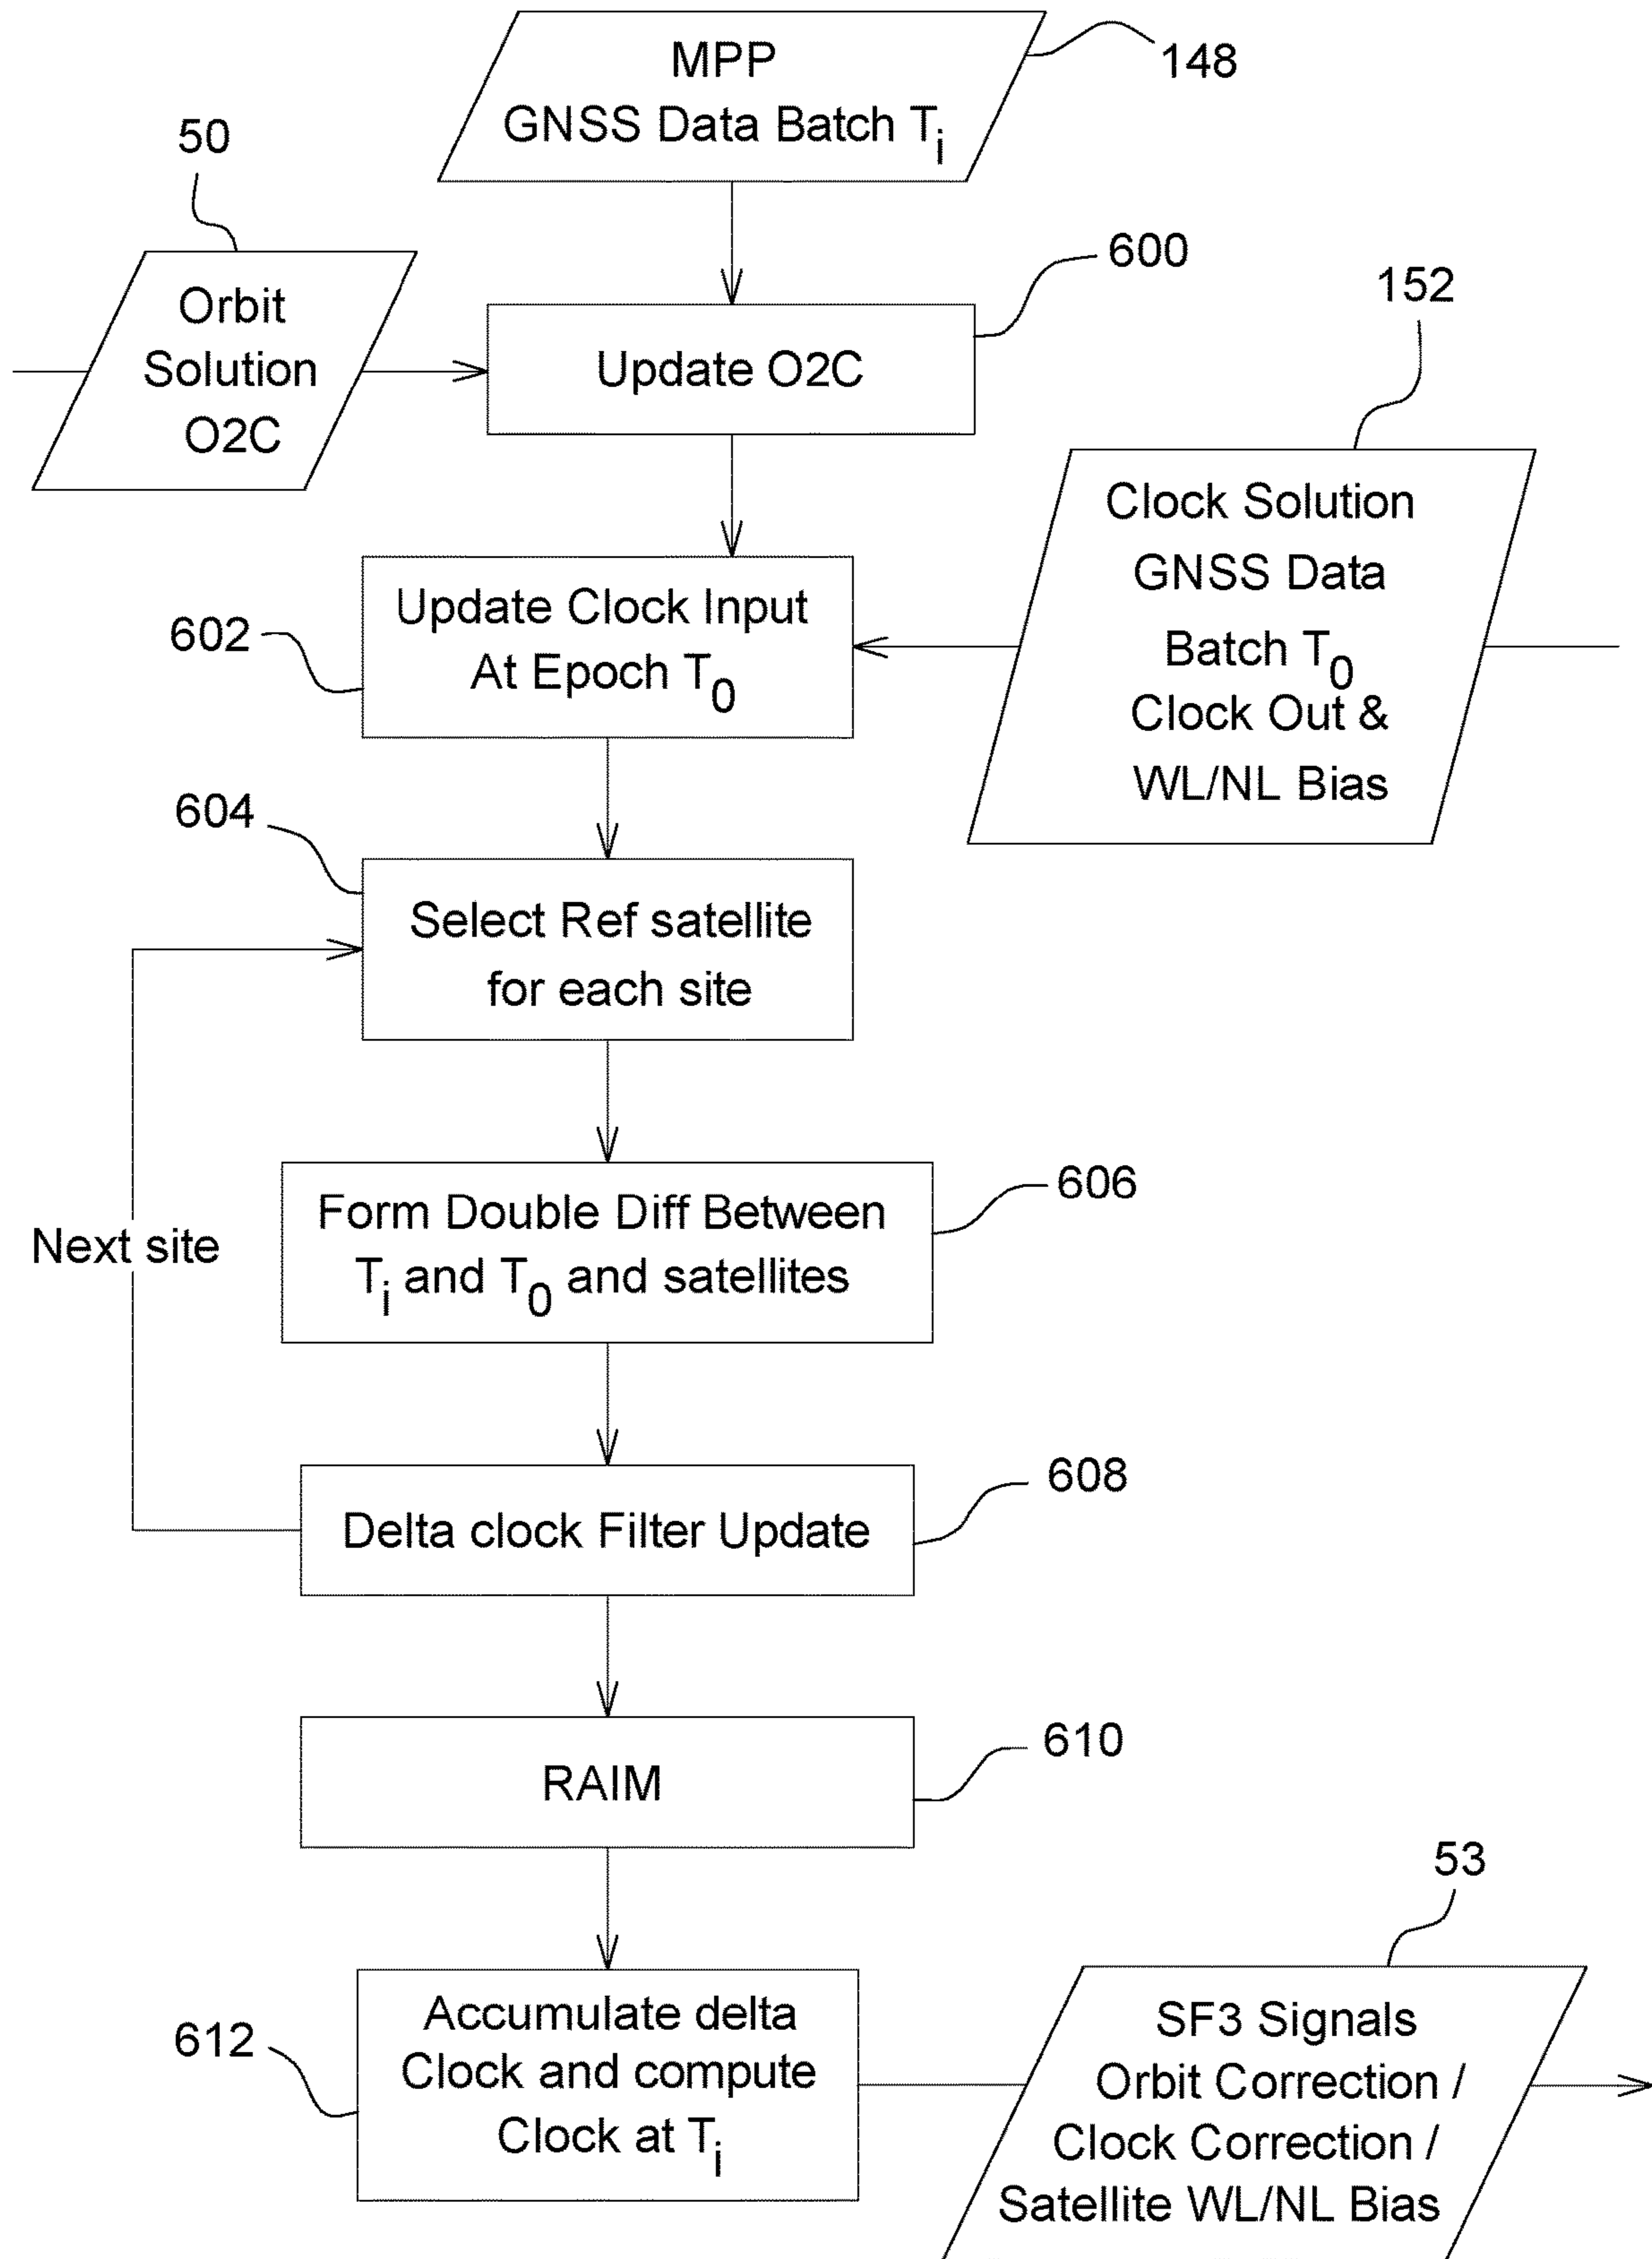 MPP
GNSS Data Batch Ti
148
50
Orbit
Solution
O2C
600
Update O2C
152
Clock Solution
GNSS Data
Batch T0
Clock Out &
WL/NL Bias
602
Update Clock Input
At Epoch T0
604
Select Ref satellite
for each site
606
Form Double Diff Between
Ti and T0 and satellites
Next site
608
Delta clock Filter Update
610
RAIM
53
612
Accumulate delta
Clock and compute
Clock at Ti
SF3 Signals
Orbit Correction /
Clock Correction /
Satellite WL/NL Bias